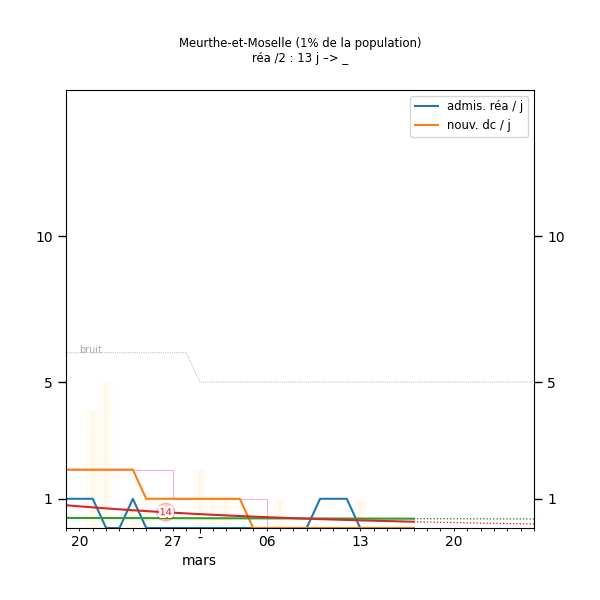 Meurthe-et-Moselle (1% de la population)
réa /2 : 13 j –> _
admis. réa / j
nouv. dc / j
10 10
bruit
5 5
1 1
-14
20 27 - 06 13 20
mars